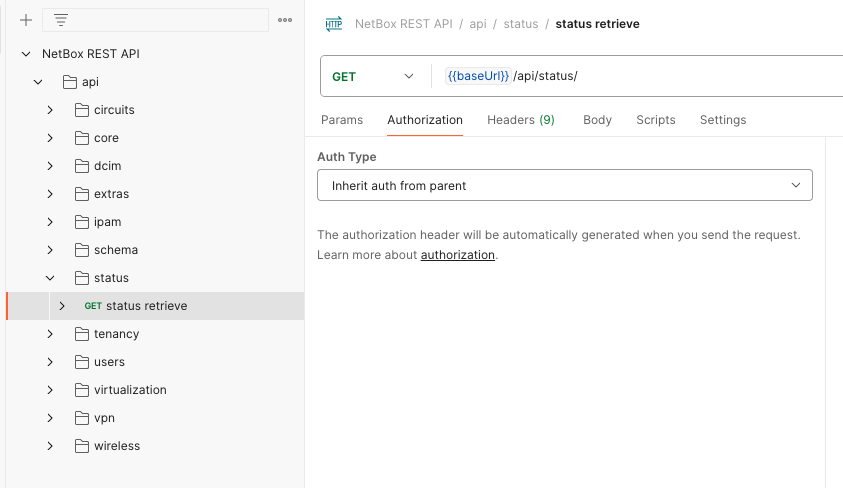 NetBox REST API
api
circuits
core
dcim
extras
ipam
schema
status
GET status retrieve
tenancy
users
virtualization
vpn
wireless
HTTP NetBox REST API / api / status / status retrieve
GET {{baseUrl}}/api/status/
Params Authorization Headers (9) Body Scripts Settings
Auth Type
Inherit auth from parent
The authorization header will be automatically generated when you send the request.
Learn more about authorization.